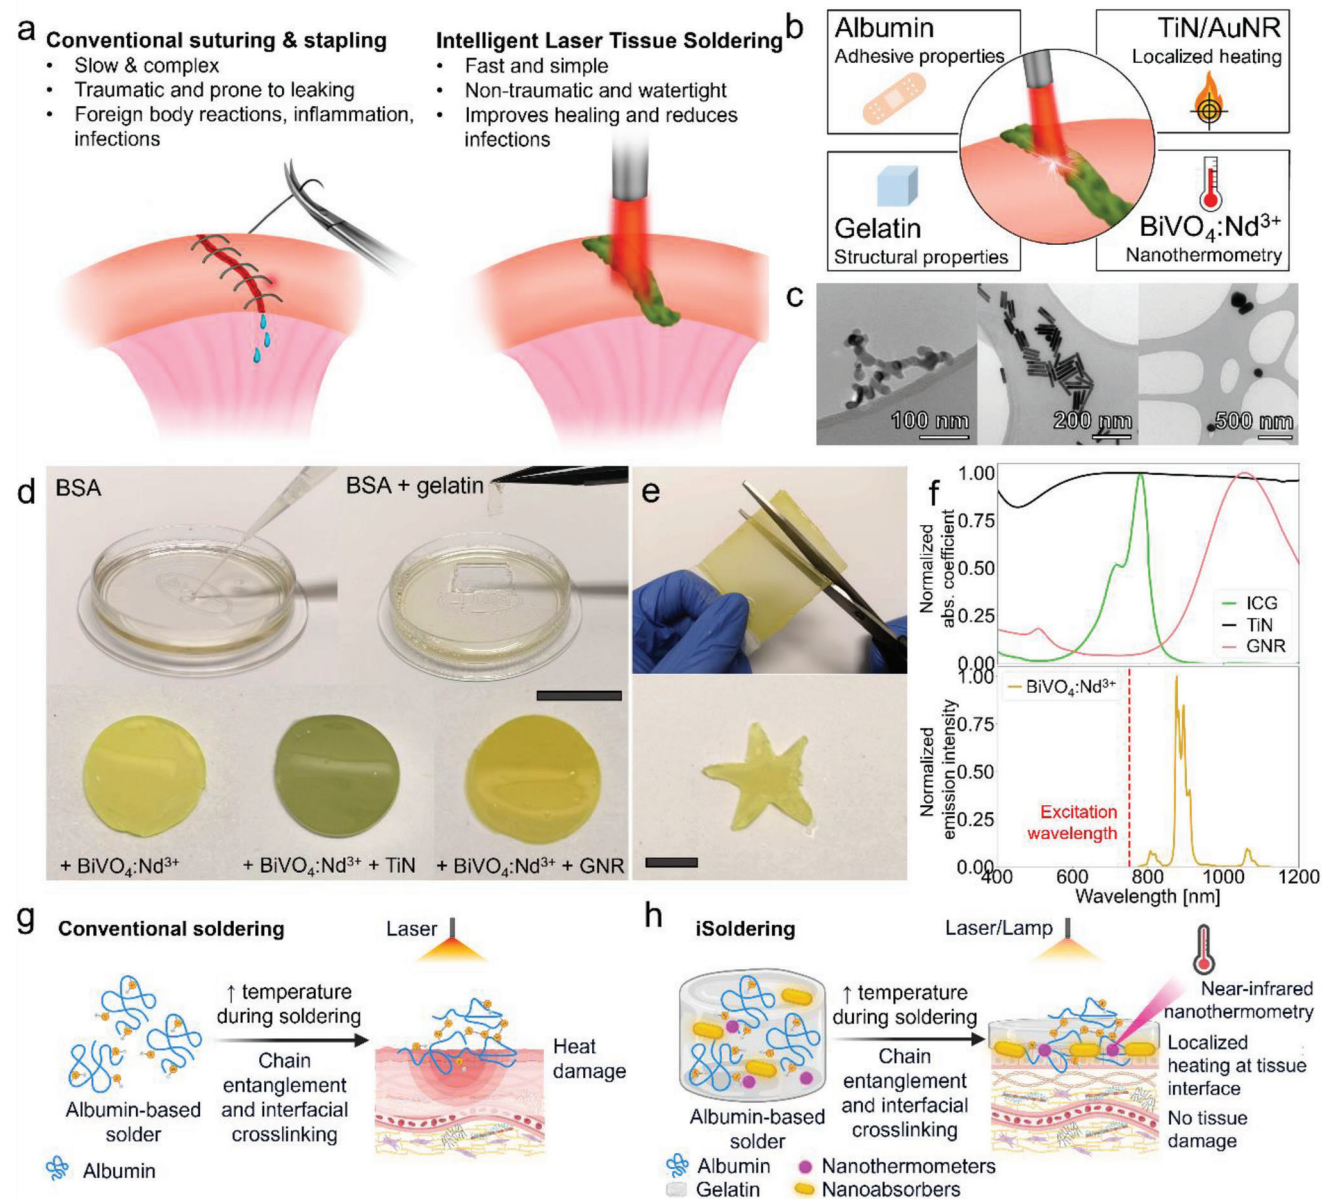 a
Conventional suturing & stapling
• Slow & complex
• Traumatic and prone to leaking
• Foreign body reactions, inflammation,
infections
Intelligent Laser Tissue Soldering
• Fast and simple
• Non-traumatic and watertight
• Improves healing and reduces
infections
b
Albumin
Adhesive properties
TiN/AuNR
Localized heating
Gelatin
Structural properties
BiVO₄:Nd³⁺
Nanothermometry
c
100 nm
200 nm
500 nm
d
BSA
BSA + gelatin
+ BiVO₄:Nd³⁺
+ BiVO₄:Nd³⁺ + TiN
+ BiVO₄:Nd³⁺ + GNR
e
f
Normalized
abs. coefficient
1.00
0.75
0.50
0.25
0.00
ICG
TiN
GNR
Normalized
emission intensity
1.00
0.75
0.50
0.25
0.00
BiVO₄:Nd³⁺
Excitation
wavelength
400
600
800
1000
1200
Wavelength [nm]
g
Conventional soldering
Laser
↑ temperature
during soldering
Chain
entanglement
and interfacial
crosslinking
Albumin-based
solder
Heat
damage
Albumin
h
iSoldering
Laser/Lamp
↑ temperature
during soldering
Chain
entanglement
and interfacial
crosslinking
Albumin-based
solder
Near-infrared
nanothermometry
Localized
heating at tissue
interface
No tissue
damage
Albumin
Nanothermometers
Gelatin
Nanoabsorbers